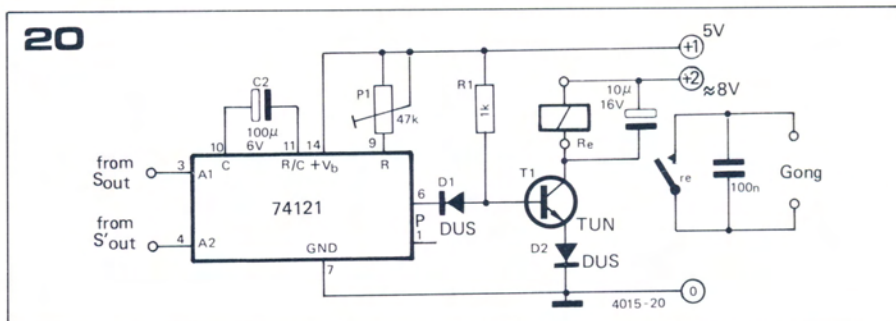 20
5V
+1
C2
P1
R1
10µ
16V
+2
≈8V
100µ
6V
47k
1k
10
11
14
9
C
R/C
+Vb
R
Re
from
Sout
3
A1
74121
6
D1
DUS
T1
TUN
re
100n
Gong
from
S'out
4
A2
P
1
GND
7
D2
DUS
4015-20
0